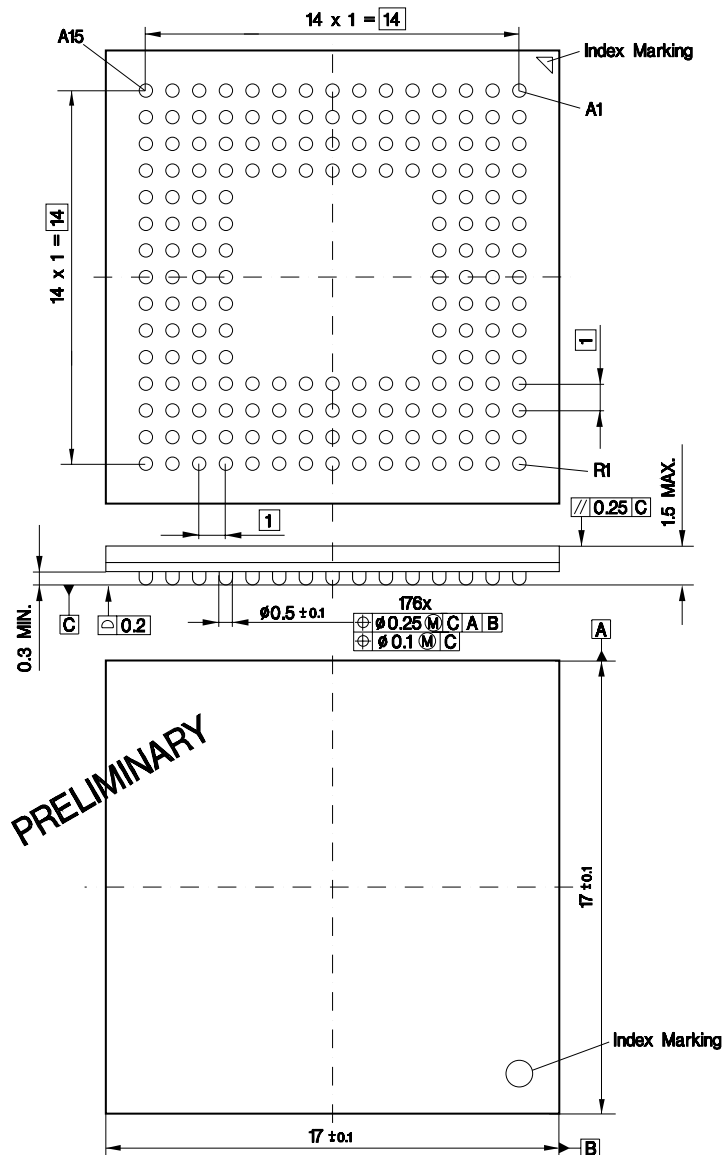 14 x 1 = 14
A15
Index Marking
A1
14 x 1 = 14
1
R1
1
1.5 MAX.
// 0.25 C
0.3 MIN.
C
0.2
Ø0.5 ±0.1
176x
⌖ Ø0.25 Ⓜ C A B
⌖ Ø0.1 Ⓜ C
A
PRELIMINARY
17 ±0.1
Index Marking
17 ±0.1
B